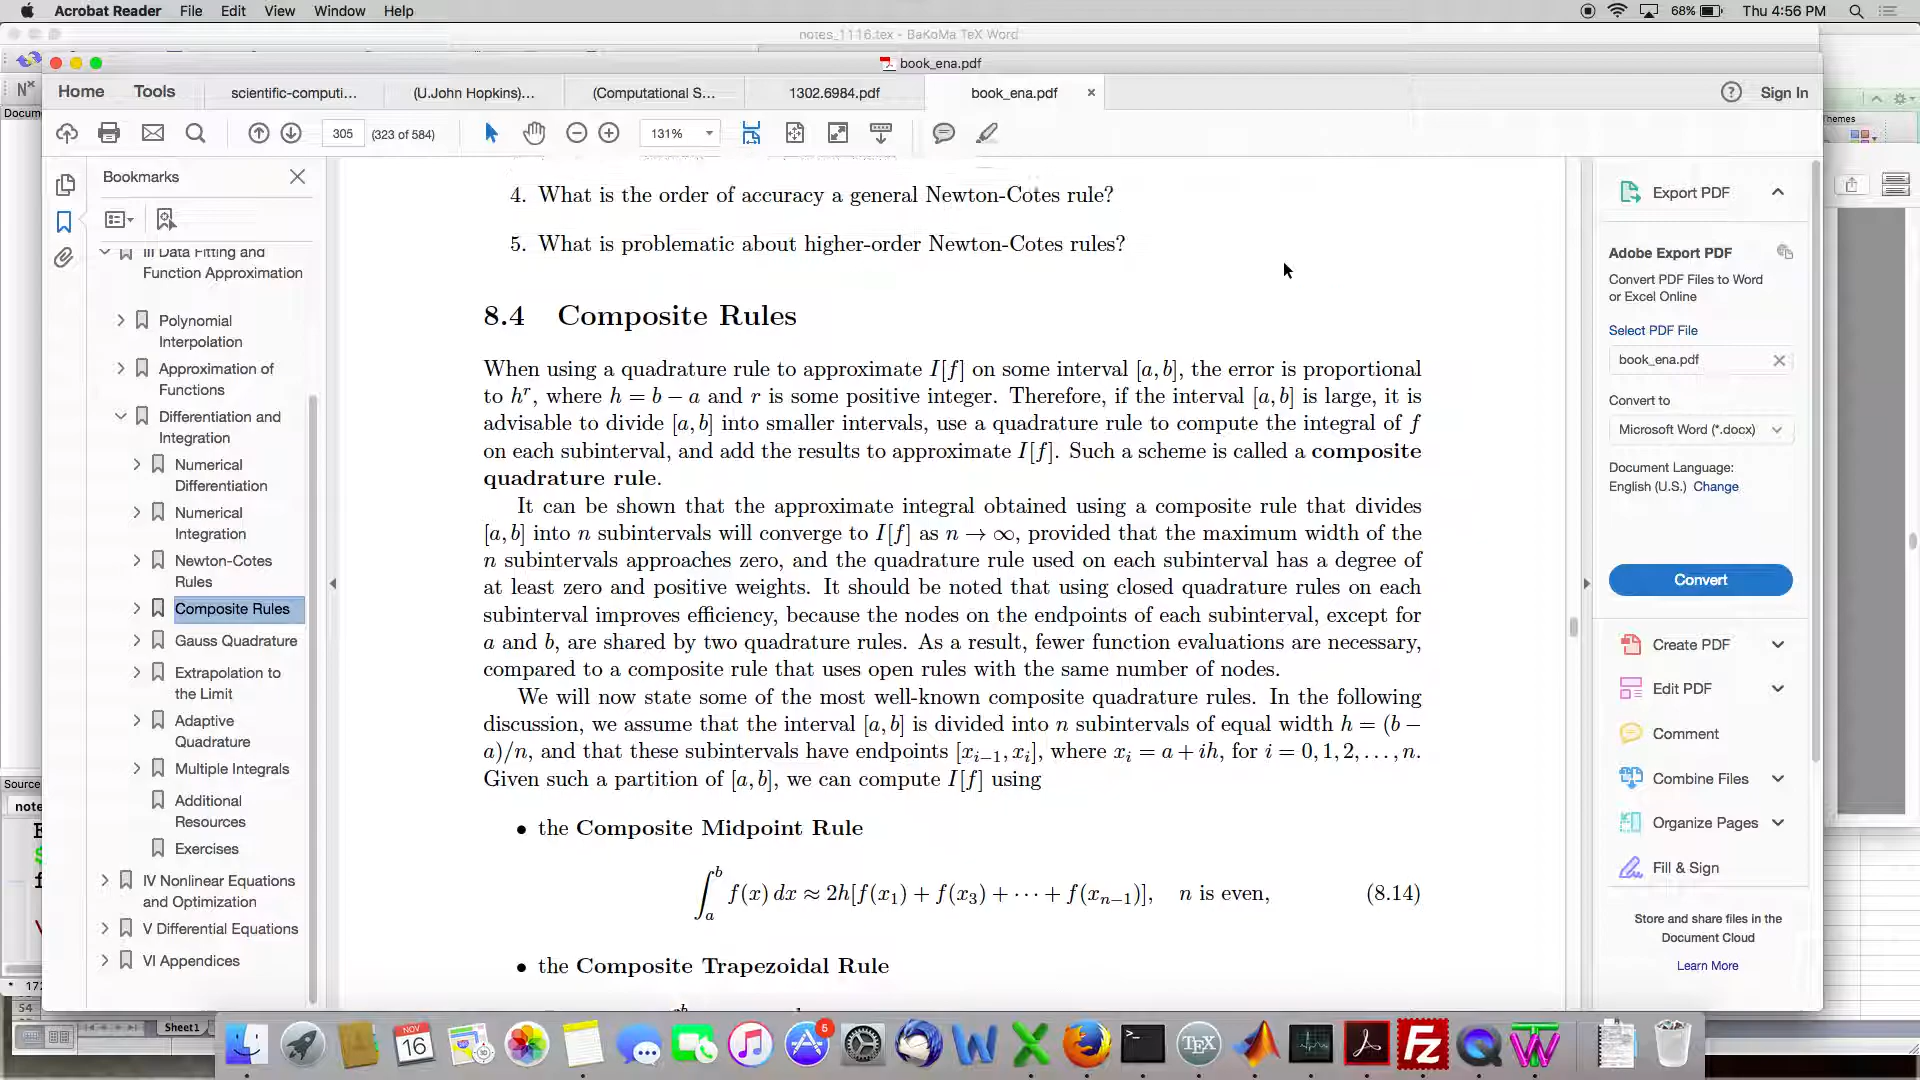 Acrobat Reader File Edit View Window Help
68% Thu 4:56 PM
notes_1116.tex - BaKoMa TeX Word
book_ena.pdf
Home Tools scientific-computi... (U.John Hopkins)... (Computational S... 1302.6984.pdf book_ena.pdf Sign In
305 (323 of 584) 131%
Docum
Bookmarks
III Data Fitting and
Function Approximation
Polynomial
Interpolation
Approximation of
Functions
Differentiation and
Integration
Numerical
Differentiation
Numerical
Integration
Newton-Cotes
Rules
Composite Rules
Gauss Quadrature
Extrapolation to
the Limit
Adaptive
Quadrature
Multiple Integrals
Additional
Resources
Exercises
IV Nonlinear Equations
and Optimization
V Differential Equations
VI Appendices
4. What is the order of accuracy a general Newton-Cotes rule?
5. What is problematic about higher-order Newton-Cotes rules?
8.4 Composite Rules
When using a quadrature rule to approximate I[f] on some interval [a, b], the error is proportional
to h^r, where h = b − a and r is some positive integer. Therefore, if the interval [a, b] is large, it is
advisable to divide [a, b] into smaller intervals, use a quadrature rule to compute the integral of f
on each subinterval, and add the results to approximate I[f]. Such a scheme is called a composite
quadrature rule.
It can be shown that the approximate integral obtained using a composite rule that divides
[a, b] into n subintervals will converge to I[f] as n → ∞, provided that the maximum width of the
n subintervals approaches zero, and the quadrature rule used on each subinterval has a degree of
at least zero and positive weights. It should be noted that using closed quadrature rules on each
subinterval improves efficiency, because the nodes on the endpoints of each subinterval, except for
a and b, are shared by two quadrature rules. As a result, fewer function evaluations are necessary,
compared to a composite rule that uses open rules with the same number of nodes.
We will now state some of the most well-known composite quadrature rules. In the following
discussion, we assume that the interval [a, b] is divided into n subintervals of equal width h = (b −
a)/n, and that these subintervals have endpoints [x_{i−1}, x_i], where x_i = a + ih, for i = 0, 1, 2, . . . , n.
Given such a partition of [a, b], we can compute I[f] using
• the Composite Midpoint Rule
∫_a^b f(x) dx ≈ 2h[f(x_1) + f(x_3) + ⋯ + f(x_{n−1})], n is even, (8.14)
• the Composite Trapezoidal Rule
Export PDF
Adobe Export PDF
Convert PDF Files to Word
or Excel Online
Select PDF File
book_ena.pdf
Convert to
Microsoft Word (*.docx)
Document Language:
English (U.S.) Change
Convert
Create PDF
Edit PDF
Comment
Combine Files
Organize Pages
Fill & Sign
Store and share files in the
Document Cloud
Learn More
Themes
Source
note
54
Sheet1
NOV
16
5
TEX